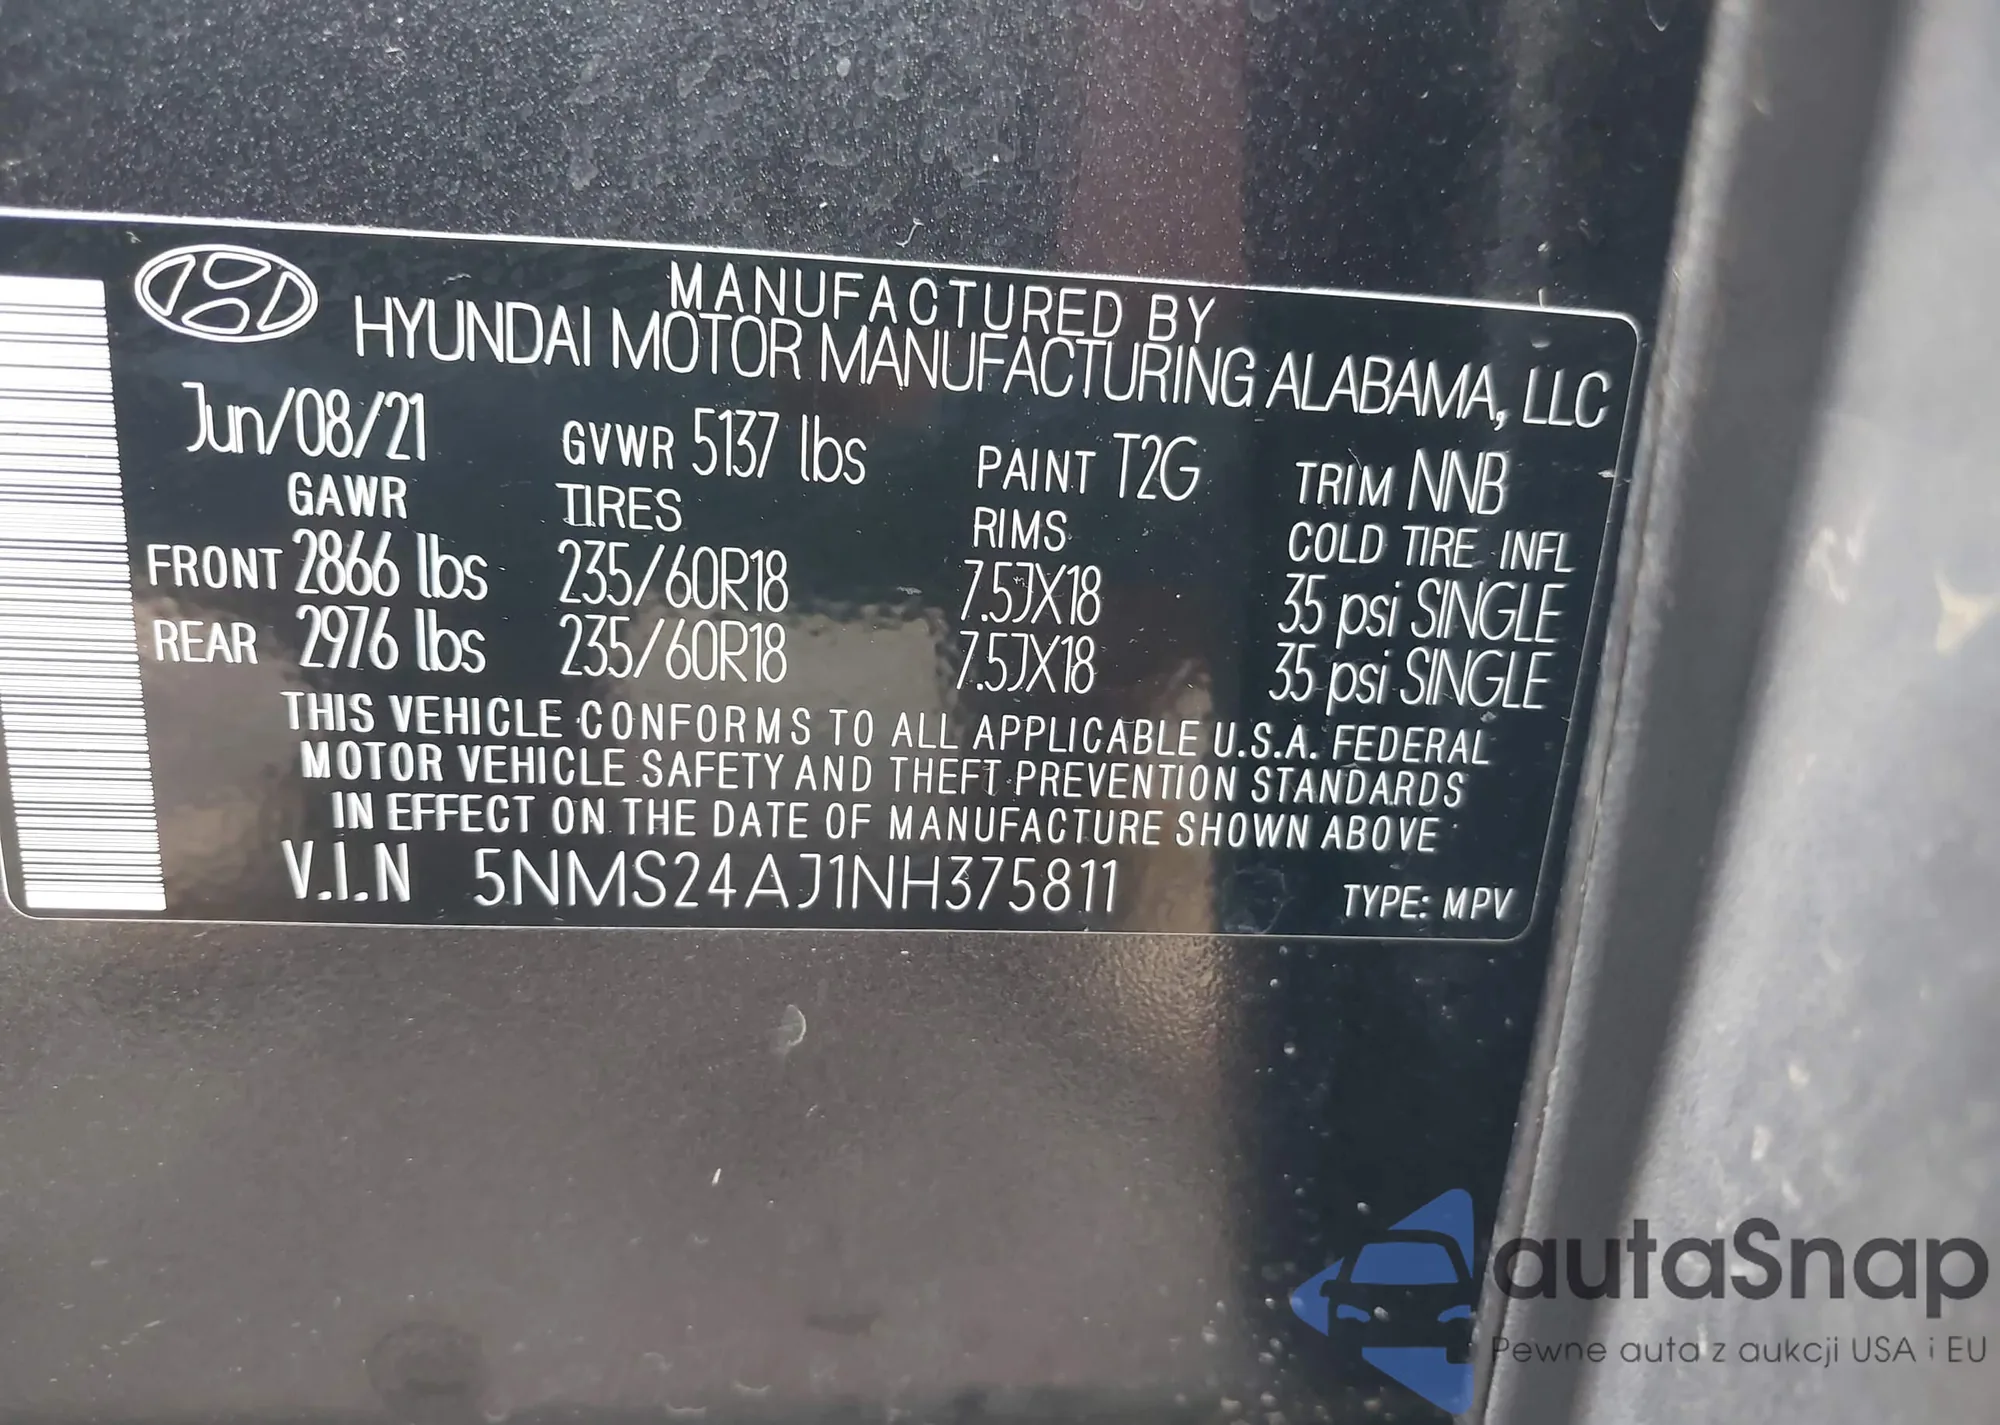 MANUFACTURED BY
HYUNDAI MOTOR MANUFACTURING ALABAMA, LLC
Jun/08/21 GVWR 5137 lbs PAINT T2G TRIM NNB
GAWR TIRES RIMS COLD TIRE INFL
FRONT 2866 lbs 235/60R18 7.5JX18 35 psi SINGLE
REAR 2976 lbs 235/60R18 7.5JX18 35 psi SINGLE
THIS VEHICLE CONFORMS TO ALL APPLICABLE U.S.A. FEDERAL
MOTOR VEHICLE SAFETY AND THEFT PREVENTION STANDARDS
IN EFFECT ON THE DATE OF MANUFACTURE SHOWN ABOVE
V.I.N 5NMS24AJ1NH375811 TYPE: MPV
autaSnap
Pewne auta z aukcji USA i EU